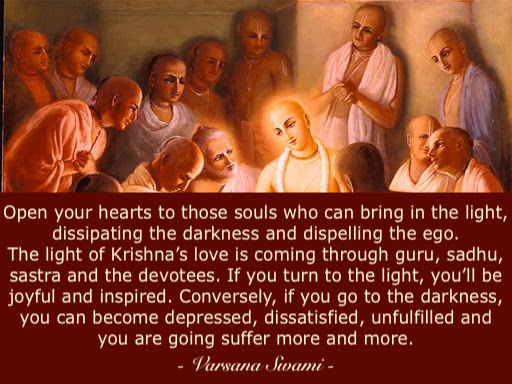 Open your hearts to those souls who can bring in the light,
dissipating the darkness and dispelling the ego.
The light of Krishna's love is coming through guru, sadhu,
sastra and the devotees. If you turn to the light, you'll be
joyful and inspired. Conversely, if you go to the darkness,
you can become depressed, dissatisfied, unfulfilled and
you are going suffer more and more.
- Varsana Swami -